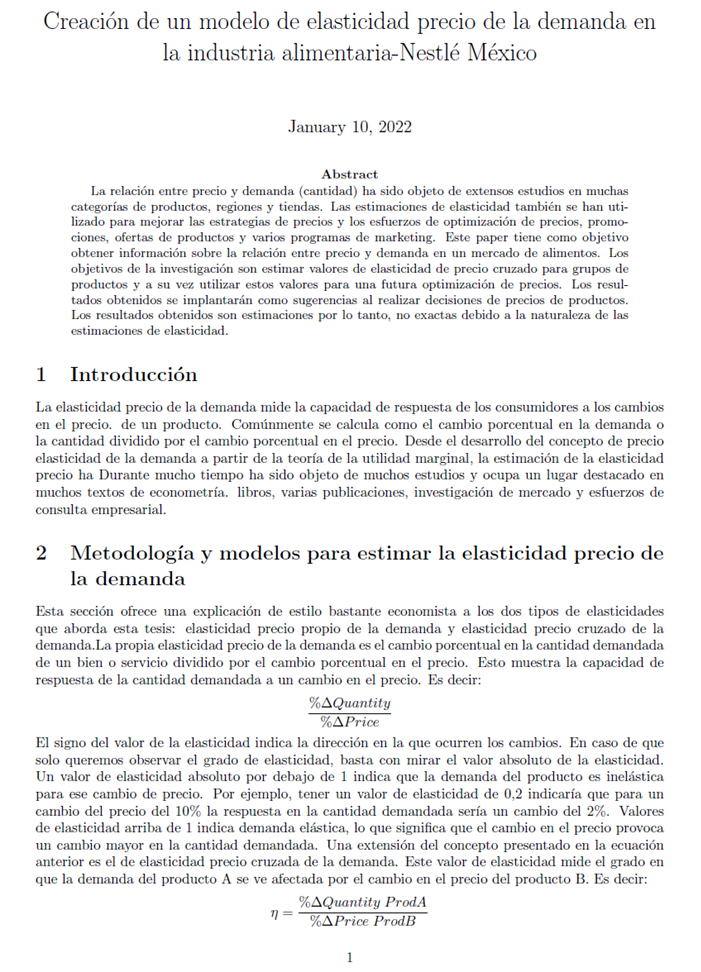 Creación de un modelo de elasticidad precio de la demanda en
la industria alimentaria-Nestlé México
January 10, 2022
Abstract
La relación entre precio y demanda (cantidad) ha sido objeto de extensos estudios en muchas
categorías de productos, regiones y tiendas. Las estimaciones de elasticidad también se han uti-
lizado para mejorar las estrategias de precios y los esfuerzos de optimización de precios, promo-
ciones, ofertas de productos y varios programas de marketing. Este paper tiene como objetivo
obtener información sobre la relación entre precio y demanda en un mercado de alimentos. Los
objetivos de la investigación son estimar valores de elasticidad de precio cruzado para grupos de
productos y a su vez utilizar estos valores para una futura optimización de precios. Los resul-
tados obtenidos se implantarán como sugerencias al realizar decisiones de precios de productos.
Los resultados obtenidos son estimaciones por lo tanto, no exactas debido a la naturaleza de las
estimaciones de elasticidad.
1 Introducción
La elasticidad precio de la demanda mide la capacidad de respuesta de los consumidores a los cambios
en el precio. de un producto. Comúnmente se calcula como el cambio porcentual en la demanda o
la cantidad dividido por el cambio porcentual en el precio. Desde el desarrollo del concepto de precio
elasticidad de la demanda a partir de la teoría de la utilidad marginal, la estimación de la elasticidad
precio ha Durante mucho tiempo ha sido objeto de muchos estudios y ocupa un lugar destacado en
muchos textos de econometría. libros, varias publicaciones, investigación de mercado y esfuerzos de
consulta empresarial.
2 Metodología y modelos para estimar la elasticidad precio de
la demanda
Esta sección ofrece una explicación de estilo bastante economista a los dos tipos de elasticidades
que aborda esta tesis: elasticidad precio propio de la demanda y elasticidad precio cruzado de la
demanda.La propia elasticidad precio de la demanda es el cambio porcentual en la cantidad demandada
de un bien o servicio dividido por el cambio porcentual en el precio. Esto muestra la capacidad de
respuesta de la cantidad demandada a un cambio en el precio. Es decir:
%ΔQuantity
%ΔPrice
El signo del valor de la elasticidad indica la dirección en la que ocurren los cambios. En caso de que
solo queremos observar el grado de elasticidad, basta con mirar el valor absoluto de la elasticidad.
Un valor de elasticidad absoluto por debajo de 1 indica que la demanda del producto es inelástica
para ese cambio de precio. Por ejemplo, tener un valor de elasticidad de 0,2 indicaría que para un
cambio del precio del 10% la respuesta en la cantidad demandada sería un cambio del 2%. Valores
de elasticidad arriba de 1 indica demanda elástica, lo que significa que el cambio en el precio provoca
un cambio mayor en la cantidad demandada. Una extensión del concepto presentado en la ecuación
anterior es el de elasticidad precio cruzada de la demanda. Este valor de elasticidad mide el grado en
que la demanda del producto A se ve afectada por el cambio en el precio del producto B. Es decir:
%ΔQuantity ProdA
η =
%ΔPrice ProdB
1